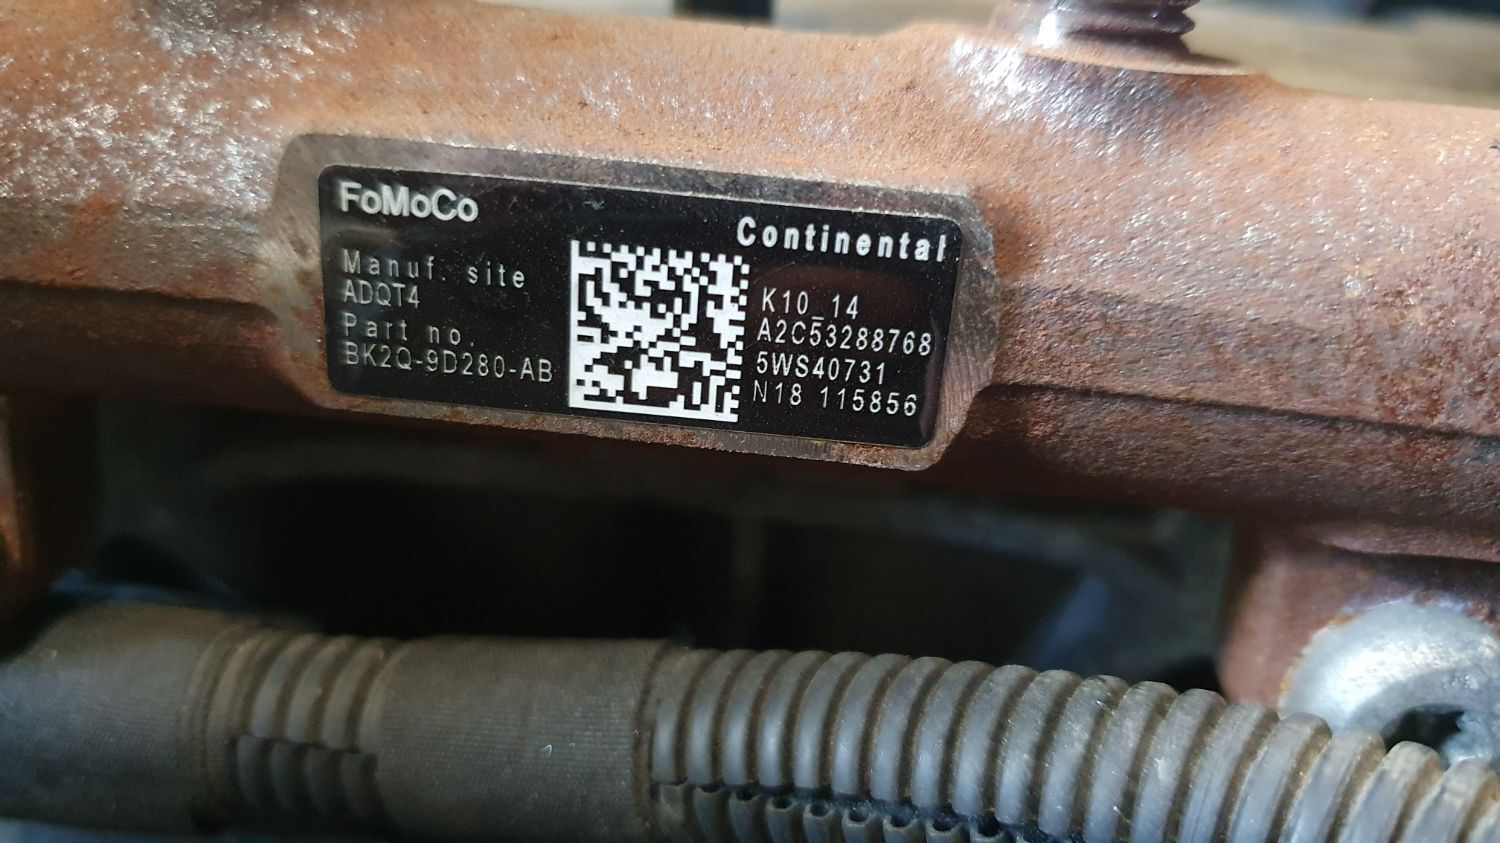 FoMoCo
Continental
Manuf. site
ADQT4
Part no.
BK2Q-9D280-AB
K10_14
A2C53288768
5WS40731
N18 115856